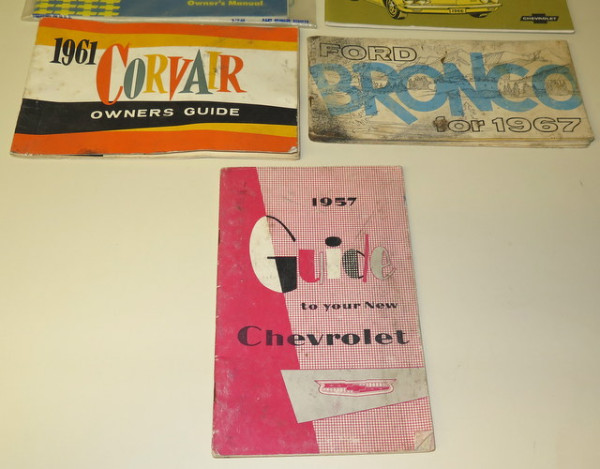 Owner's Manual
CHEVROLET
1961 CORVAIR
OWNERS GUIDE
FORD
BRONCO
for 1967
1957
Guide
to your New
Chevrolet